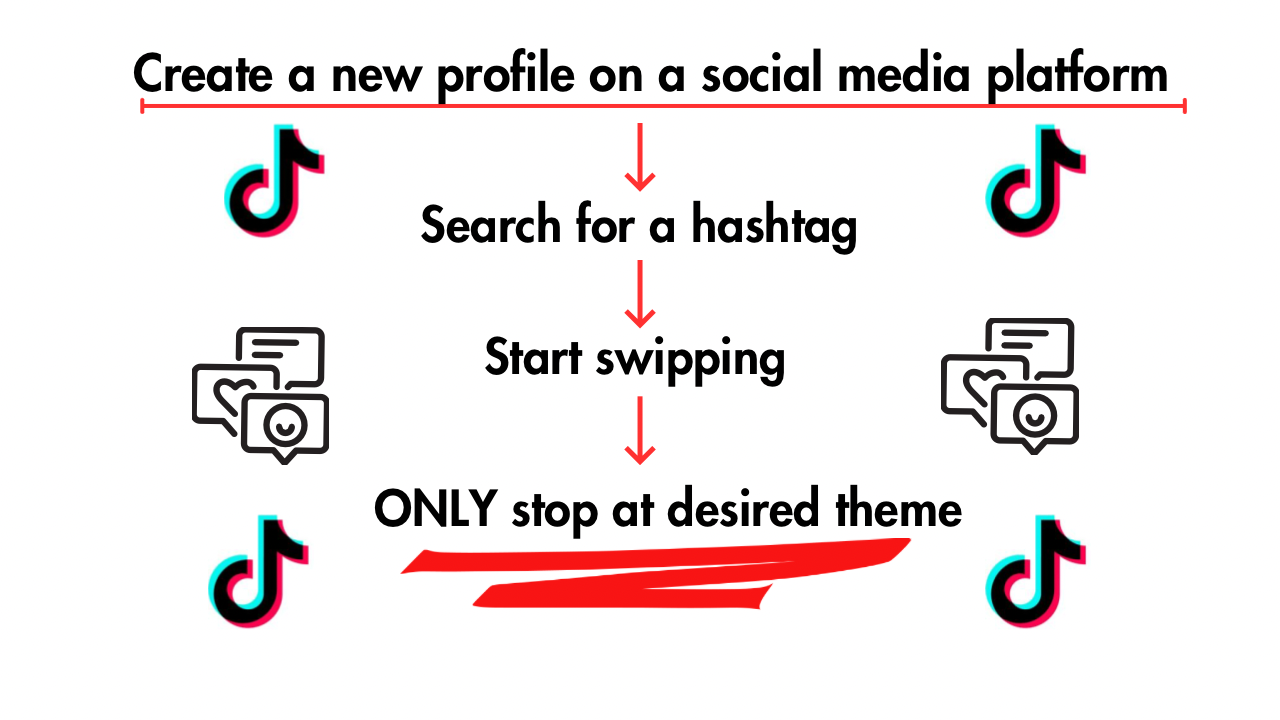 Create a new profile on a social media platform
Search for a hashtag
Start swipping
ONLY stop at desired theme